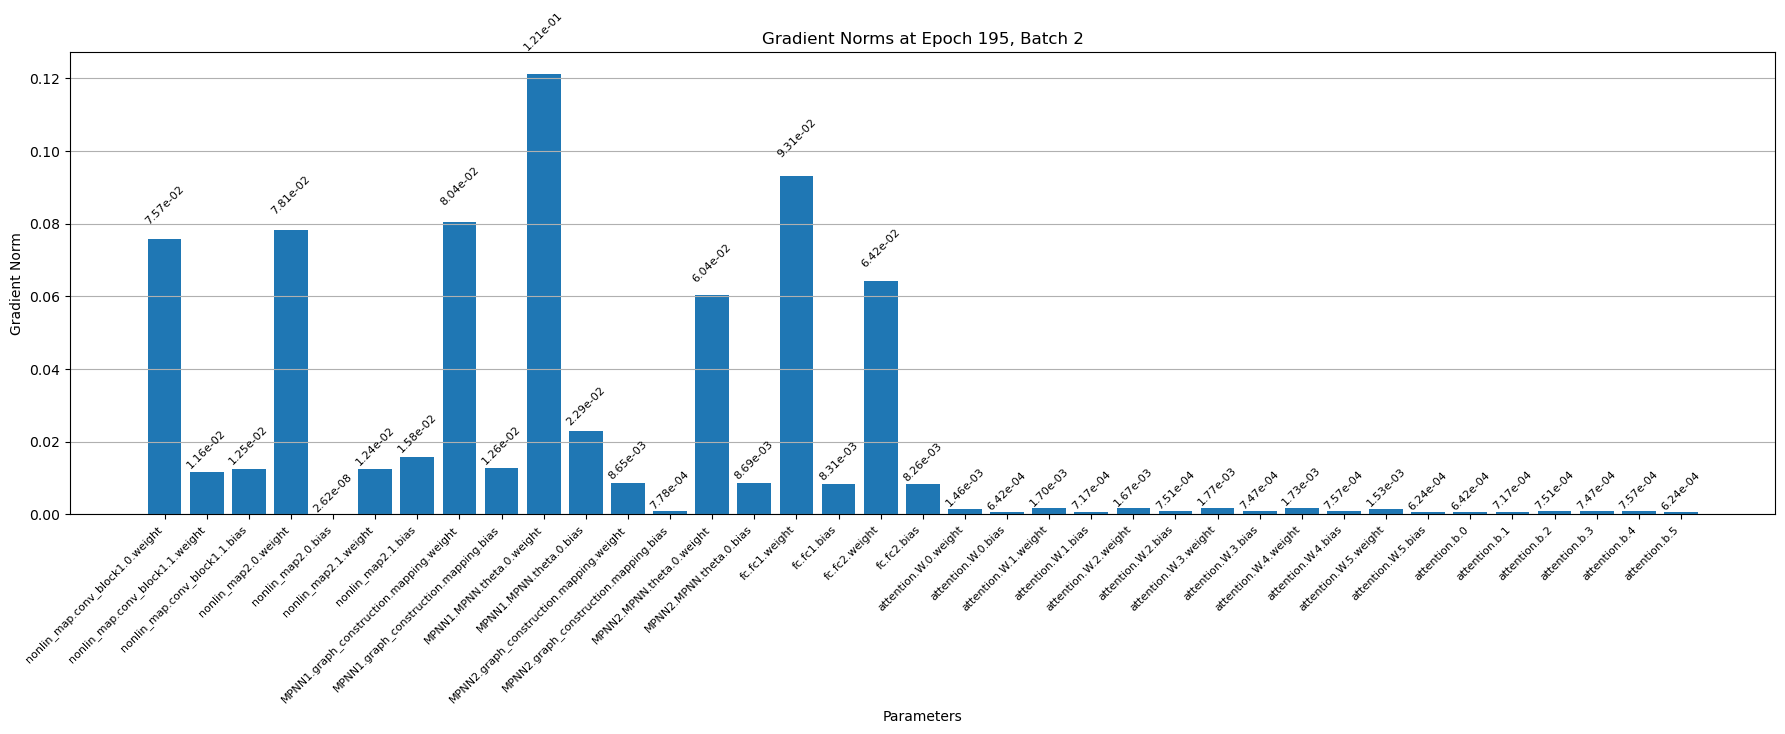 Gradient Norms at Epoch 195, Batch 2
Gradient Norm
0.12
0.10
0.08
0.06
0.04
0.02
0.00
7.57e-02
1.16e-02
1.25e-02
7.81e-02
2.62e-08
1.24e-02
1.58e-02
8.04e-02
1.26e-02
1.21e-01
2.29e-02
8.65e-03
7.78e-04
6.04e-02
8.69e-03
9.31e-02
8.31e-03
6.42e-02
8.26e-03
1.46e-03
6.42e-04
1.70e-03
7.17e-04
1.67e-03
7.51e-04
1.77e-03
7.47e-04
1.73e-03
7.57e-04
1.53e-03
6.24e-04
6.42e-04
7.17e-04
7.51e-04
7.47e-04
7.57e-04
6.24e-04
nonlin_map.conv_block1.0.weight
nonlin_map.conv_block1.1.weight
nonlin_map.conv_block1.1.bias
nonlin_map2.0.weight
nonlin_map2.0.bias
nonlin_map2.1.weight
nonlin_map2.1.bias
MPNN1.graph_construction.mapping.weight
MPNN1.graph_construction.mapping.bias
MPNN1.MPNN.theta.0.weight
MPNN1.MPNN.theta.0.bias
MPNN2.graph_construction.mapping.weight
MPNN2.graph_construction.mapping.bias
MPNN2.MPNN.theta.0.weight
MPNN2.MPNN.theta.0.bias
fc.fc1.weight
fc.fc1.bias
fc.fc2.weight
fc.fc2.bias
attention.W.0.weight
attention.W.0.bias
attention.W.1.weight
attention.W.1.bias
attention.W.2.weight
attention.W.2.bias
attention.W.3.weight
attention.W.3.bias
attention.W.4.weight
attention.W.4.bias
attention.W.5.weight
attention.W.5.bias
attention.b.0
attention.b.1
attention.b.2
attention.b.3
attention.b.4
attention.b.5
Parameters